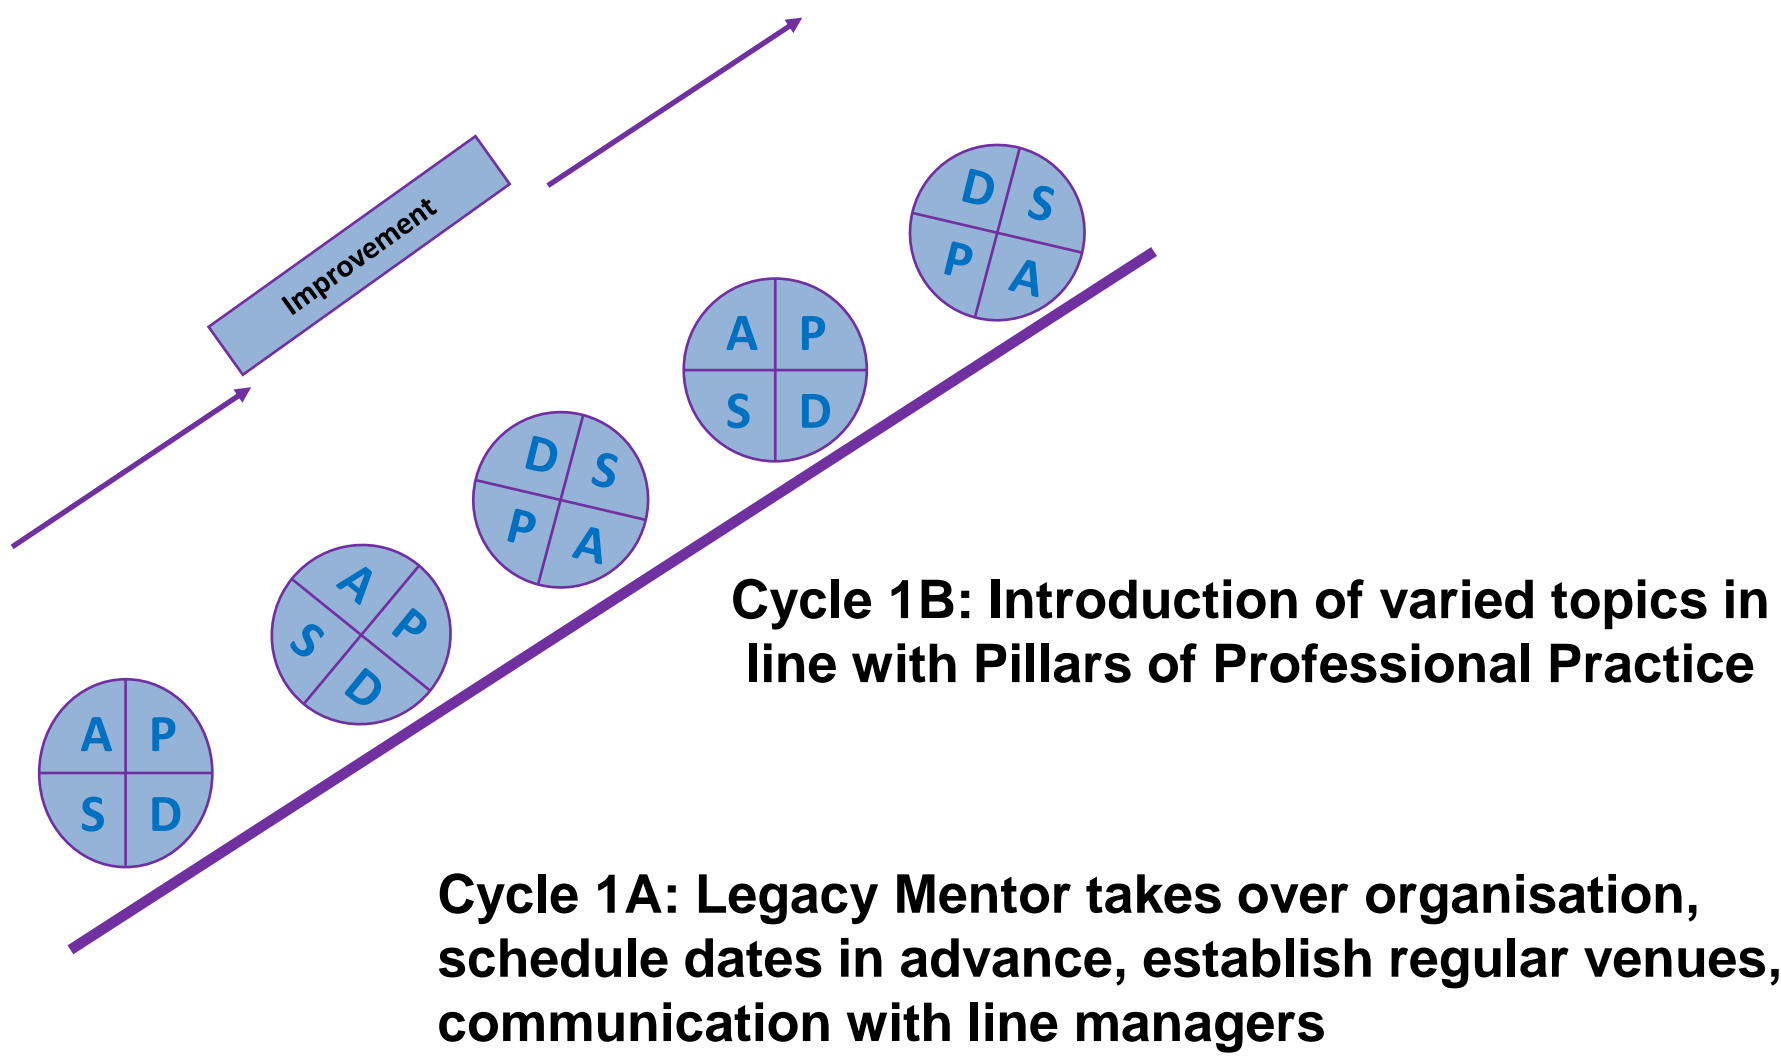 Improvement
D S
P A
A P
S D
D S
P A
A P
S D
A P
S D
Cycle 1B: Introduction of varied topics in
line with Pillars of Professional Practice
Cycle 1A: Legacy Mentor takes over organisation,
schedule dates in advance, establish regular venues,
communication with line managers